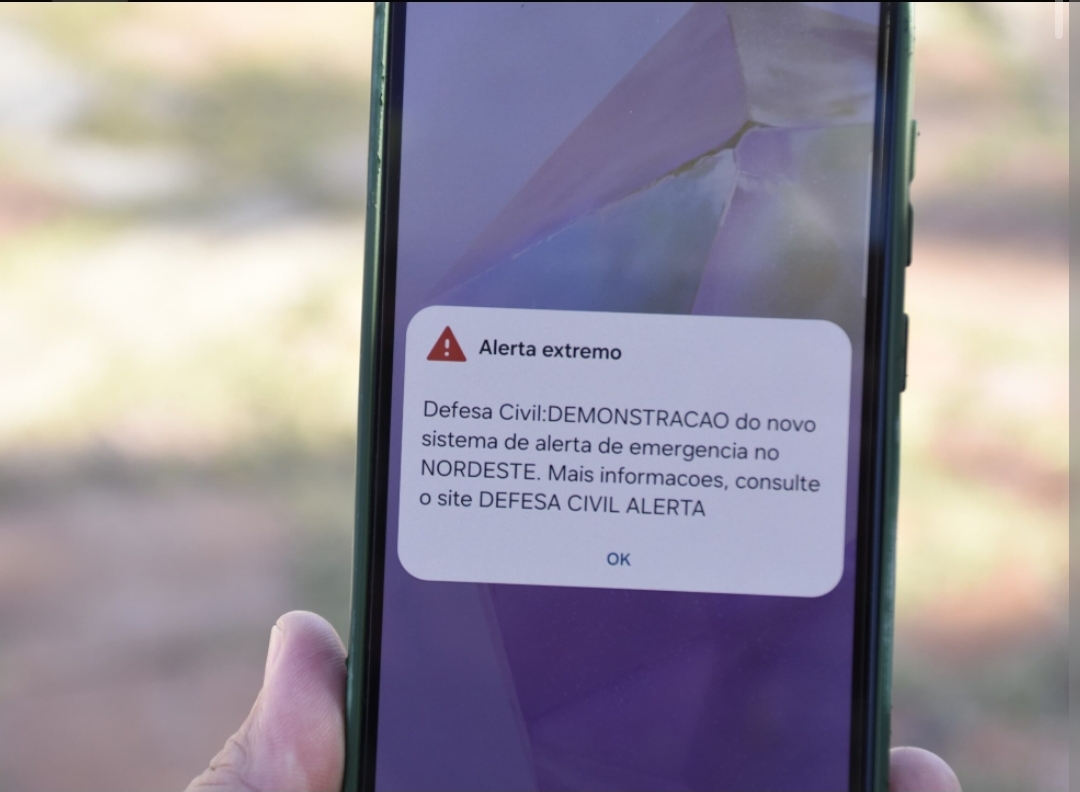 Alerta extremo
Defesa Civil:DEMONSTRACAO do novo
sistema de alerta de emergencia no
NORDESTE. Mais informacoes, consulte
o site DEFESA CIVIL ALERTA
OK